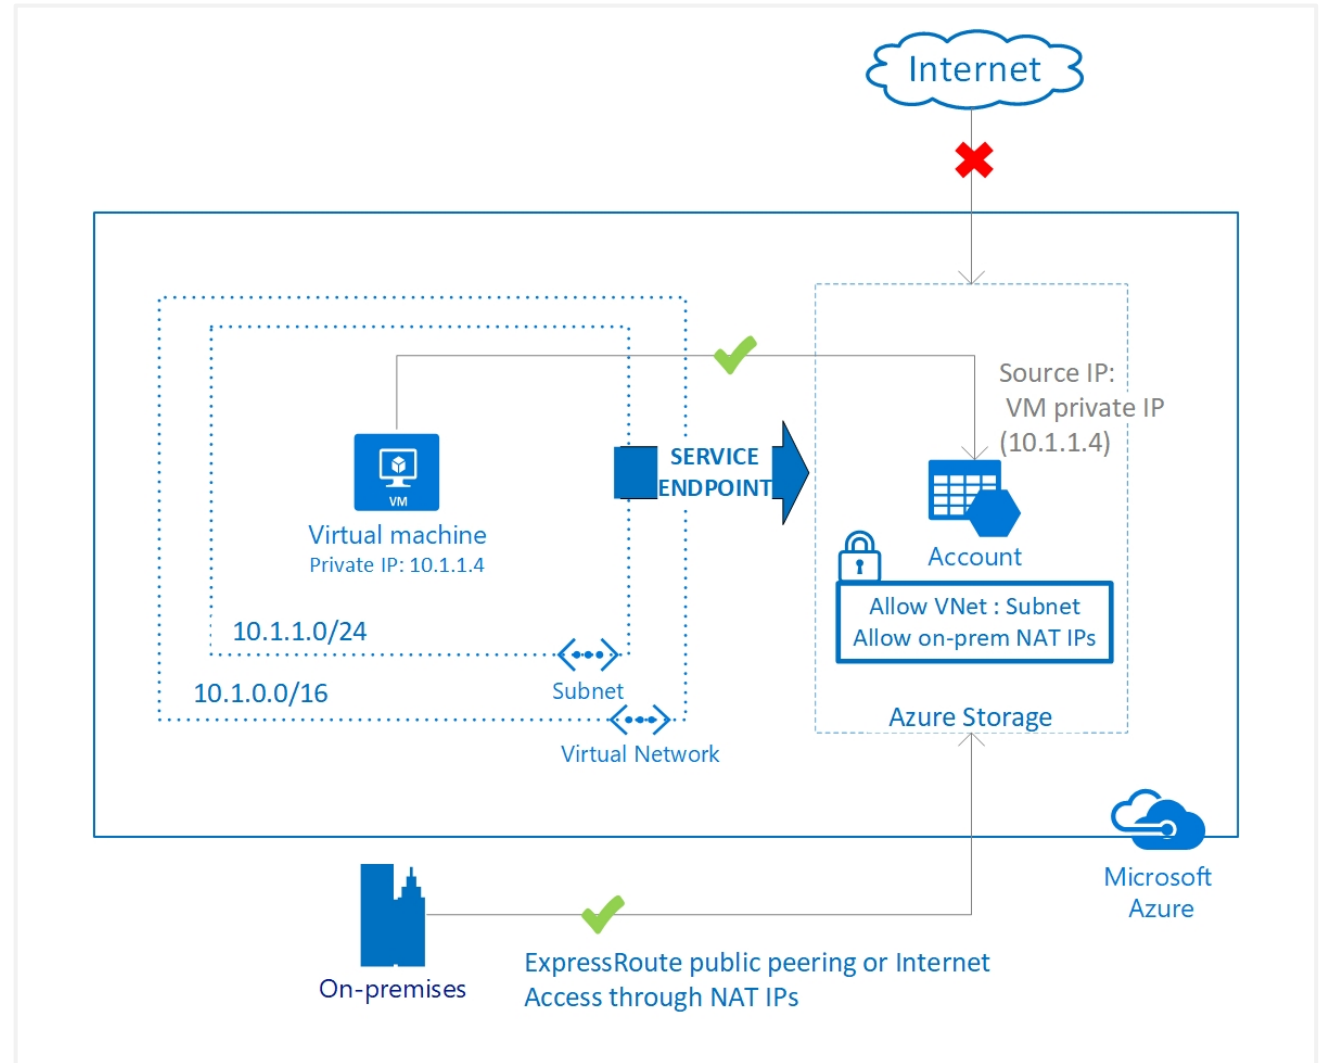 Internet
Source IP:
VM private IP
(10.1.1.4)
SERVICE
ENDPOINT
VM
Virtual machine
Private IP: 10.1.1.4
Account
Allow VNet : Subnet
Allow on-prem NAT IPs
10.1.1.0/24
Subnet
10.1.0.0/16
Azure Storage
Virtual Network
Microsoft
Azure
On-premises
ExpressRoute public peering or Internet
Access through NAT IPs